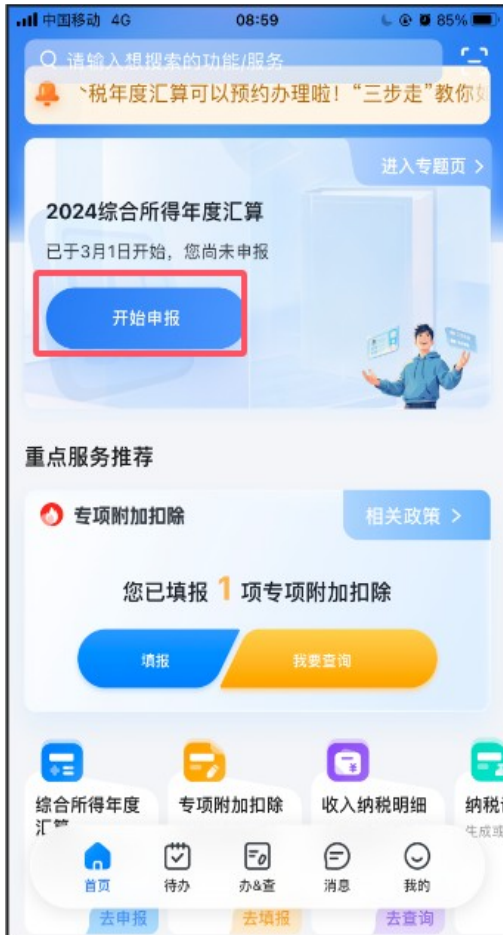 中国移动 4G 08:59 85%
请输入想搜索的功能/服务
个税年度汇算可以预约办理啦！“三步走”教你如
进入专题页 >
2024综合所得年度汇算
已于3月1日开始，您尚未申报
开始申报
重点服务推荐
专项附加扣除
相关政策 >
您已填报 1 项专项附加扣除
填报
我要查询
综合所得年度汇算
专项附加扣除
收入纳税明细
纳税
生成或
首页
待办
办&查
消息
我的
去申报
去填报
去查询